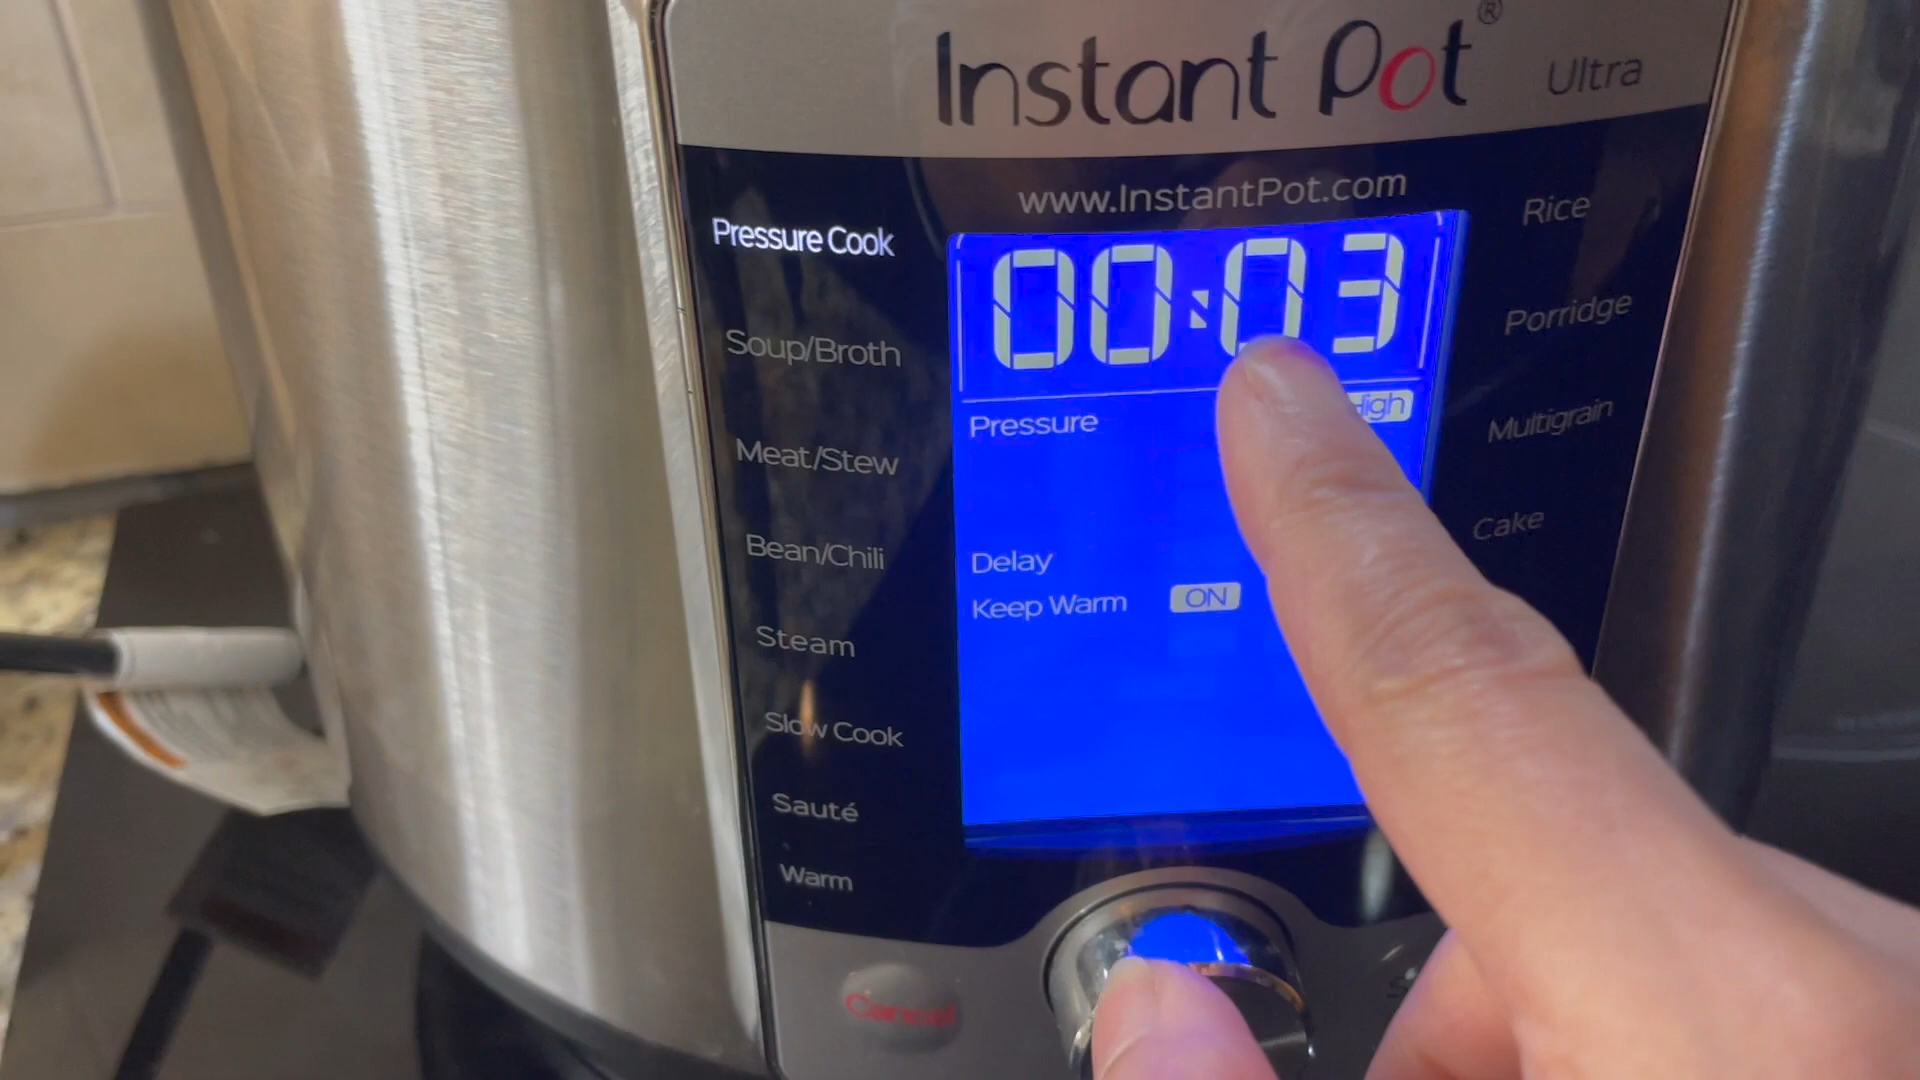 Instant Pot® Ultra
www.InstantPot.com
Pressure Cook
Soup/Broth
Meat/Stew
Bean/Chili
Steam
Slow Cook
Sauté
Warm
00:03
Pressure
Delay
Keep Warm ON
Rice
Porridge
Multigrain
Cake
Cancel